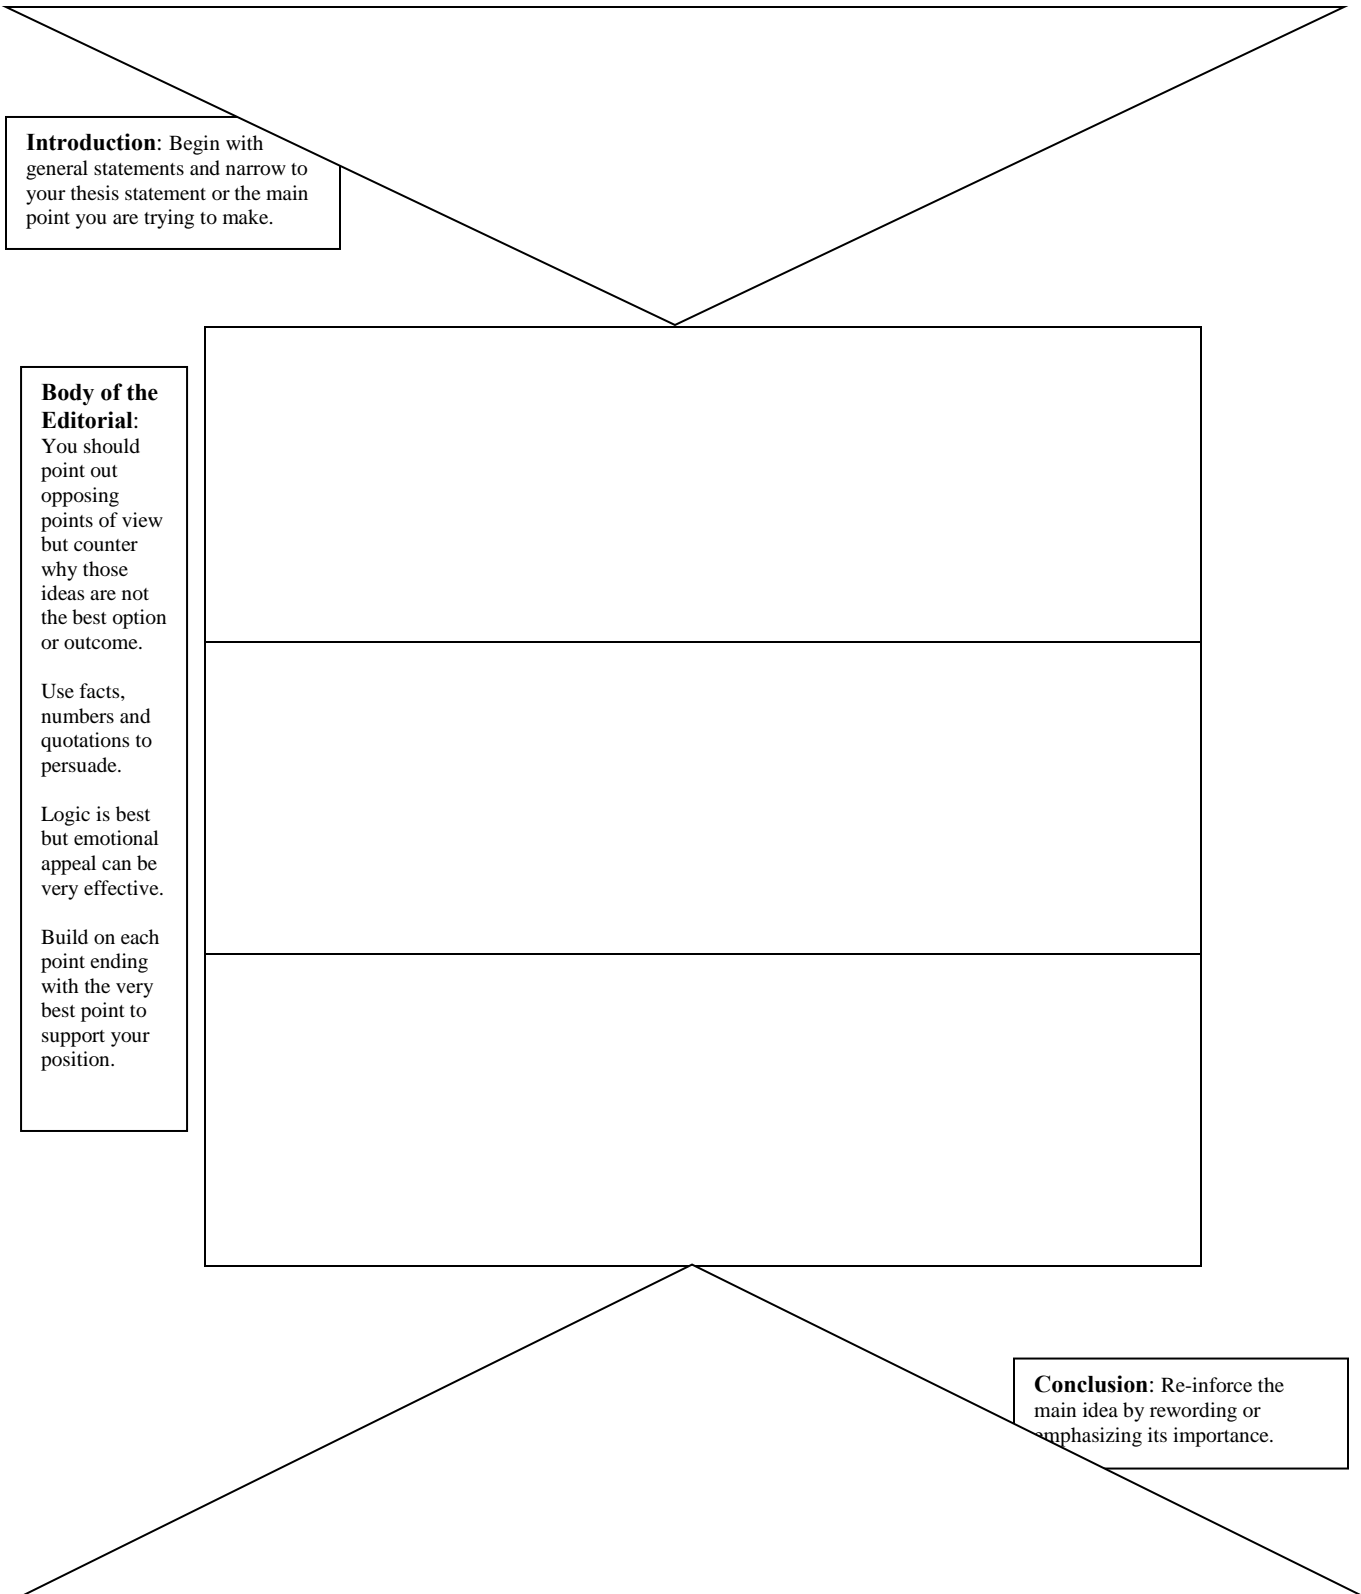 Introduction: Begin with
general statements and narrow to
your thesis statement or the main
point you are trying to make.
Body of the
Editorial:
You should
point out
opposing
points of view
but counter
why those
ideas are not
the best option
or outcome.
Use facts,
numbers and
quotations to
persuade.
Logic is best
but emotional
appeal can be
very effective.
Build on each
point ending
with the very
best point to
support your
position.
Conclusion: Re-inforce the
main idea by rewording or
emphasizing its importance.